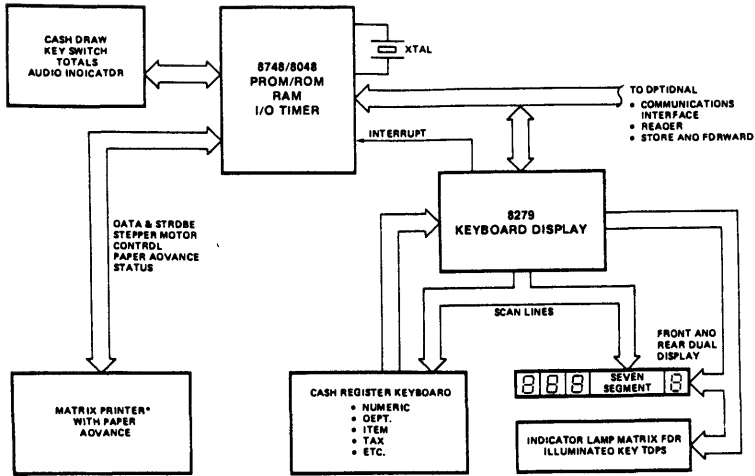 CASH DRAW
KEY SWITCH
TOTALS
AUDIO INDICATOR
8748/8048
PROM/ROM
RAM
I/O TIMER
XTAL
TO OPTIONAL
• COMMUNICATIONS
INTERFACE
• READER
• STORE AND FORWARD
INTERRUPT
8279
KEYBOARD DISPLAY
DATA & STROBE
STEPPER MOTOR
CONTROL
PAPER ADVANCE
STATUS
SCAN LINES
FRONT AND
REAR DUAL
DISPLAY
MATRIX PRINTER*
WITH PAPER
ADVANCE
CASH REGISTER KEYBOARD
• NUMERIC
• DEPT.
• ITEM
• TAX
• ETC.
8 8 8 SEVEN
SEGMENT 8
INDICATOR LAMP MATRIX FOR
ILLUMINATED KEY TOPS